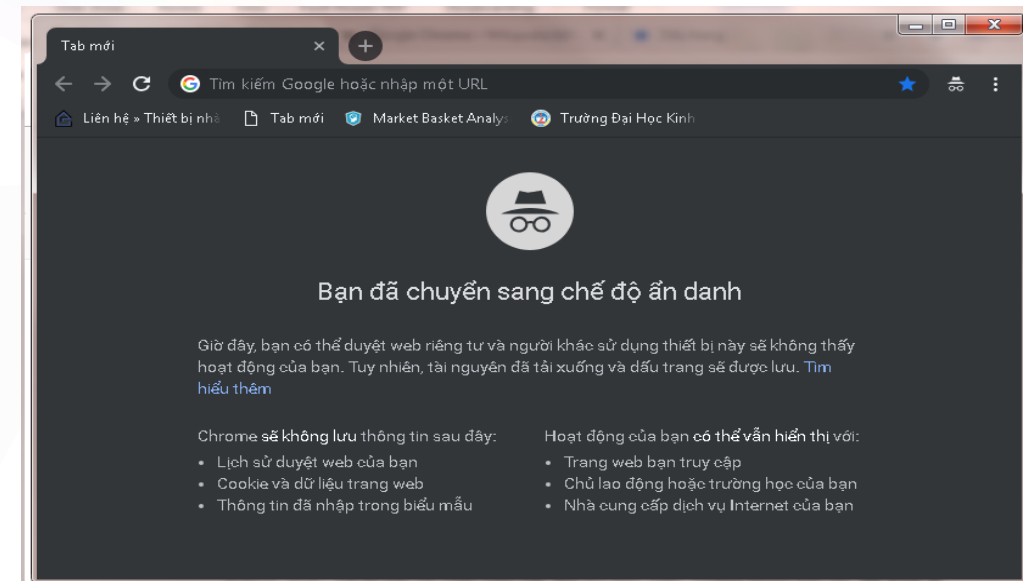 Tab mới
Tìm kiếm Google hoặc nhập một URL
Liên hệ » Thiết bị nhà Tab mới Market Basket Analys Trường Đại Học Kinh
Bạn đã chuyển sang chế độ ẩn danh
Giờ đây, bạn có thể duyệt web riêng tư và người khác sử dụng thiết bị này sẽ không thấy
hoạt động của bạn. Tuy nhiên, tài nguyên đã tải xuống và dấu trang sẽ được lưu. Tìm
hiểu thêm
Chrome sẽ không lưu thông tin sau đây:
• Lịch sử duyệt web của bạn
• Cookie và dữ liệu trang web
• Thông tin đã nhập trong biểu mẫu
Hoạt động của bạn có thể vẫn hiển thị với:
• Trang web bạn truy cập
• Chủ lao động hoặc trường học của bạn
• Nhà cung cấp dịch vụ Internet của bạn